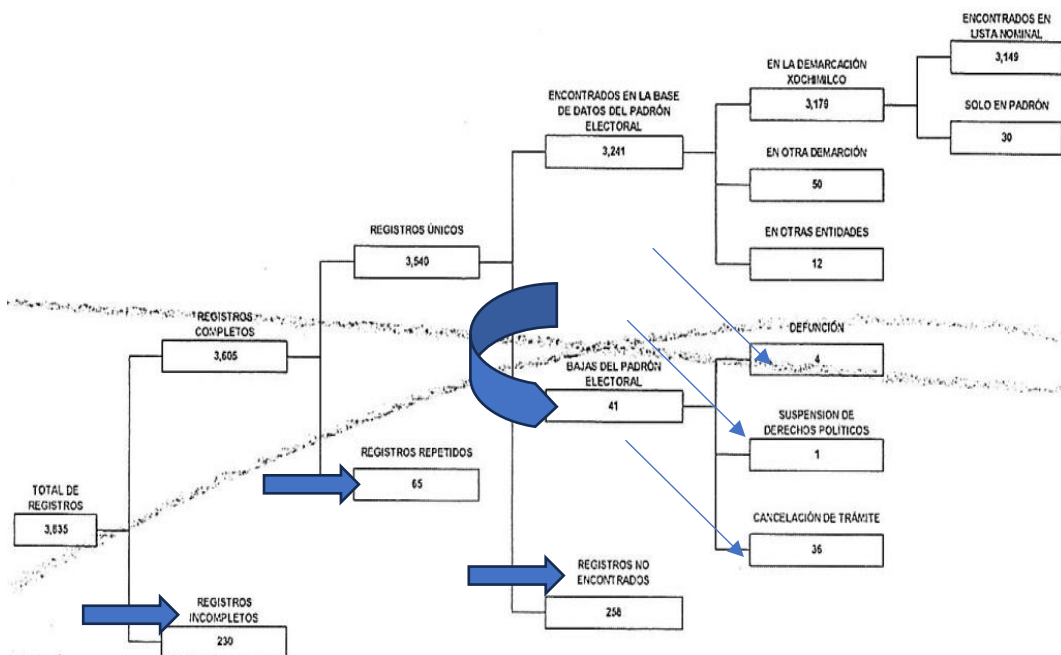 ENCONTRADOS EN
LISTA NOMINAL
3,149
EN LA DEMARCACIÓN
XOCHIMILCO
3,179
SOLO EN PADRÓN
30
ENCONTRADOS EN LA BASE
DE DATOS DEL PADRÓN
ELECTORAL
3,241
EN OTRA DEMARCIÓN
50
REGISTROS ÚNICOS
3,540
EN OTRAS ENTIDADES
12
REGISTROS
COMPLETOS
3,605
DEFUNCIÓN
4
BAJAS DEL PADRÓN
ELECTORAL
41
SUSPENSION DE
DERECHOS POLÍTICOS
1
REGISTROS REPETIDOS
65
TOTAL DE
REGISTROS
3,835
CANCELACIÓN DE TRÁMITE
36
REGISTROS NO
ENCONTRADOS
258
REGISTROS
INCOMPLETOS
230